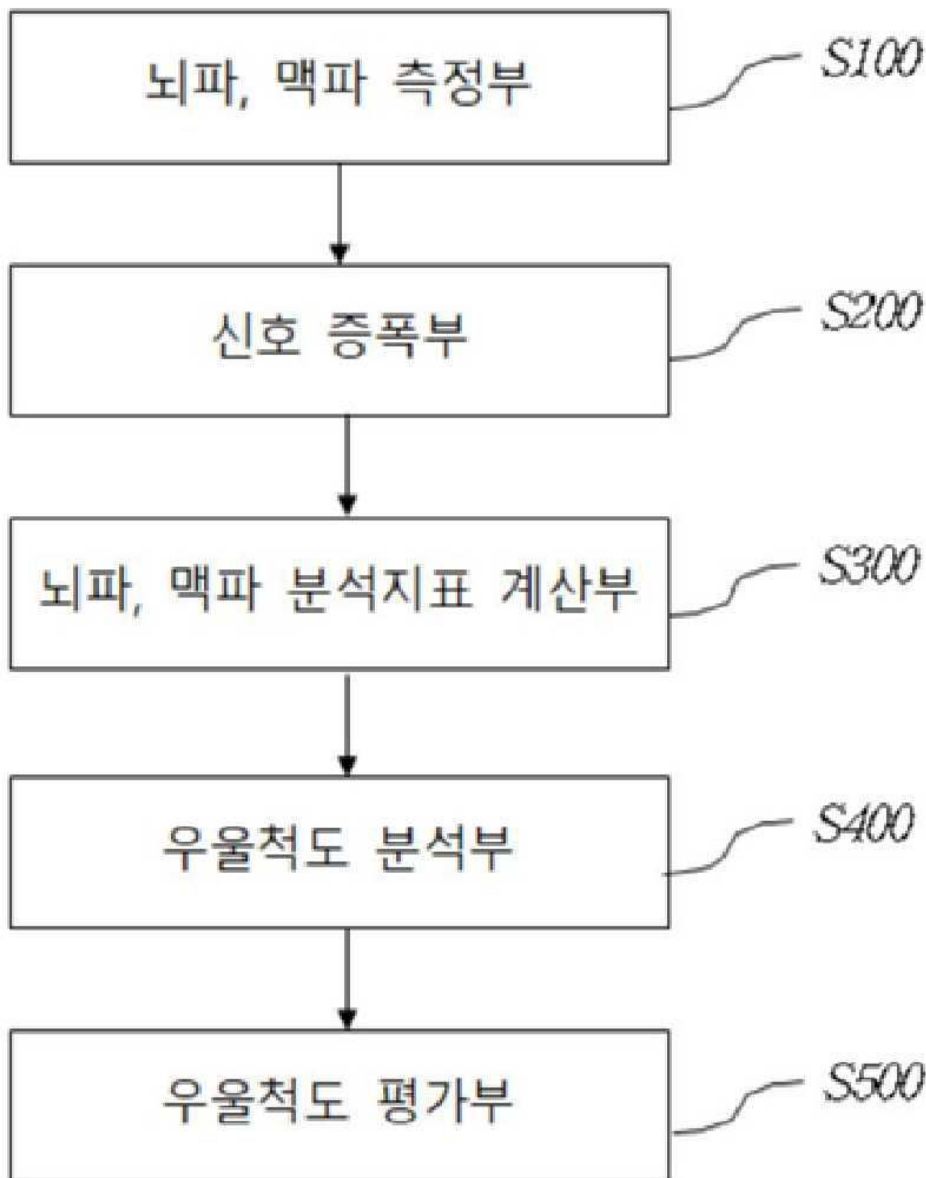 뇌파, 맥파 측정부
S100
신호 증폭부
S200
뇌파, 맥파 분석지표 계산부
S300
우울척도 분석부
S400
우울척도 평가부
S500